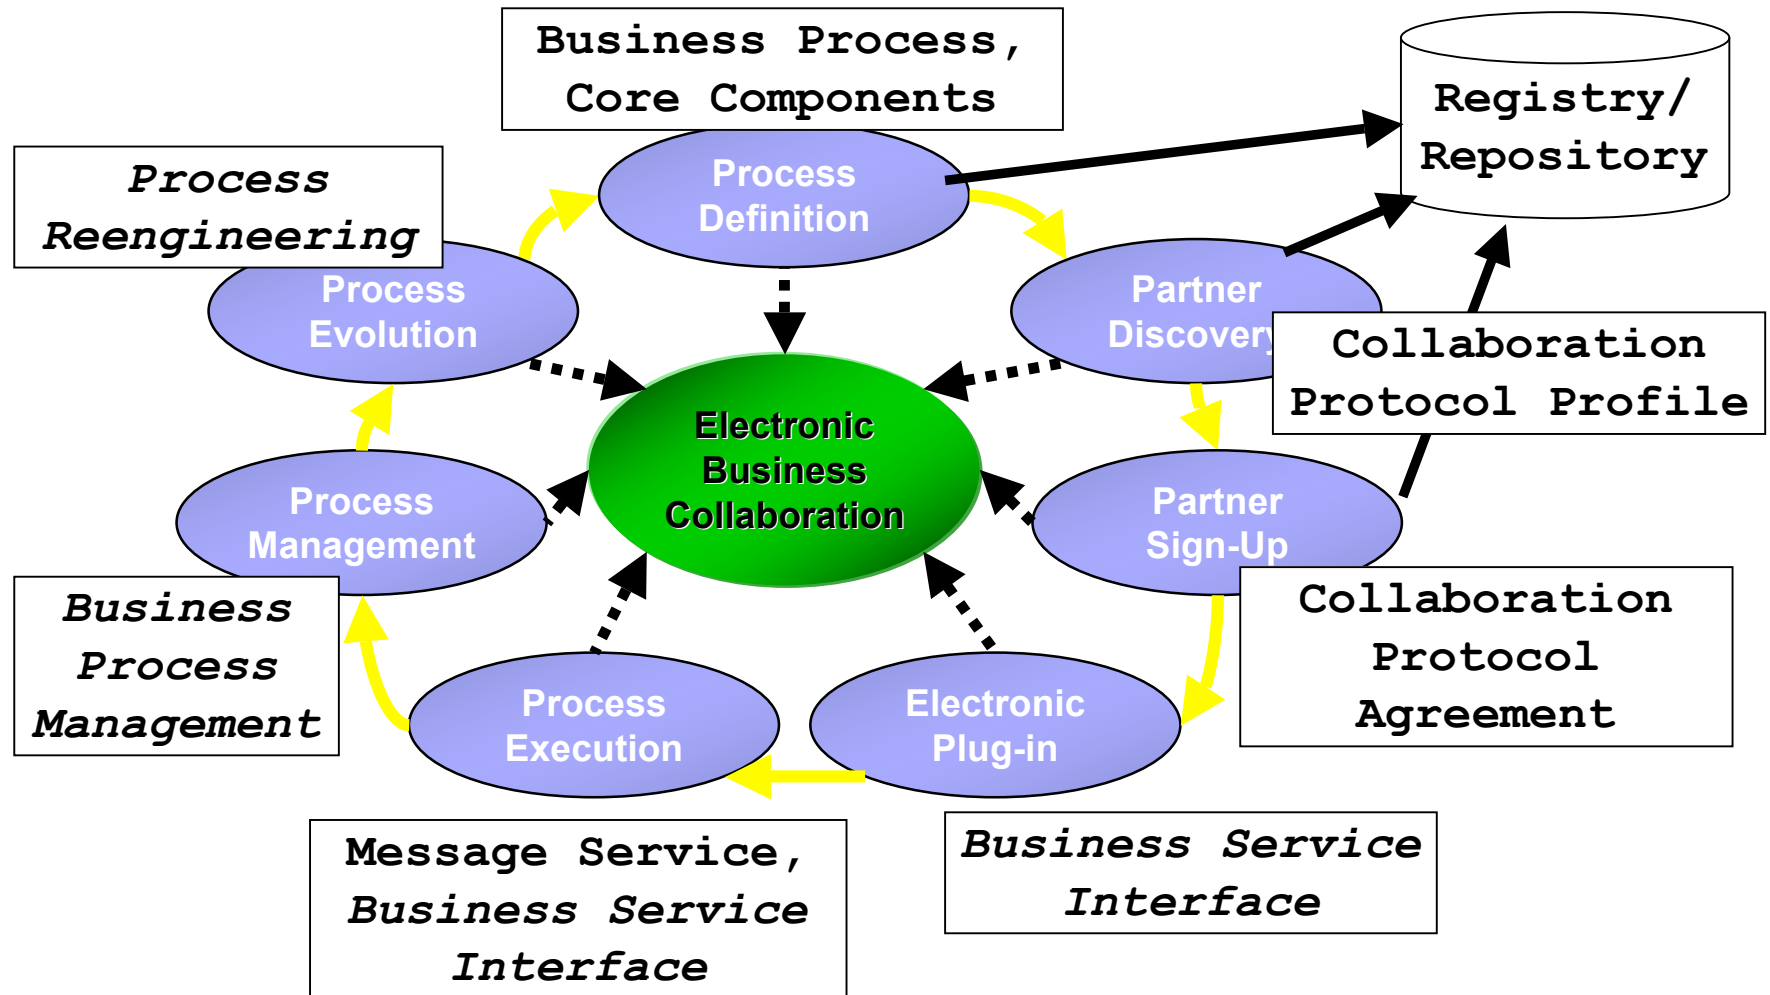 Business Process,
Core Components
Registry/
Repository
Process
Reengineering
Process
Definition
Process
Evolution
Partner
Discovery
Collaboration
Protocol Profile
Electronic
Business
Collaboration
Process
Management
Partner
Sign-Up
Business
Process
Management
Collaboration
Protocol
Agreement
Process
Execution
Electronic
Plug-in
Message Service,
Business Service
Interface
Business Service
Interface